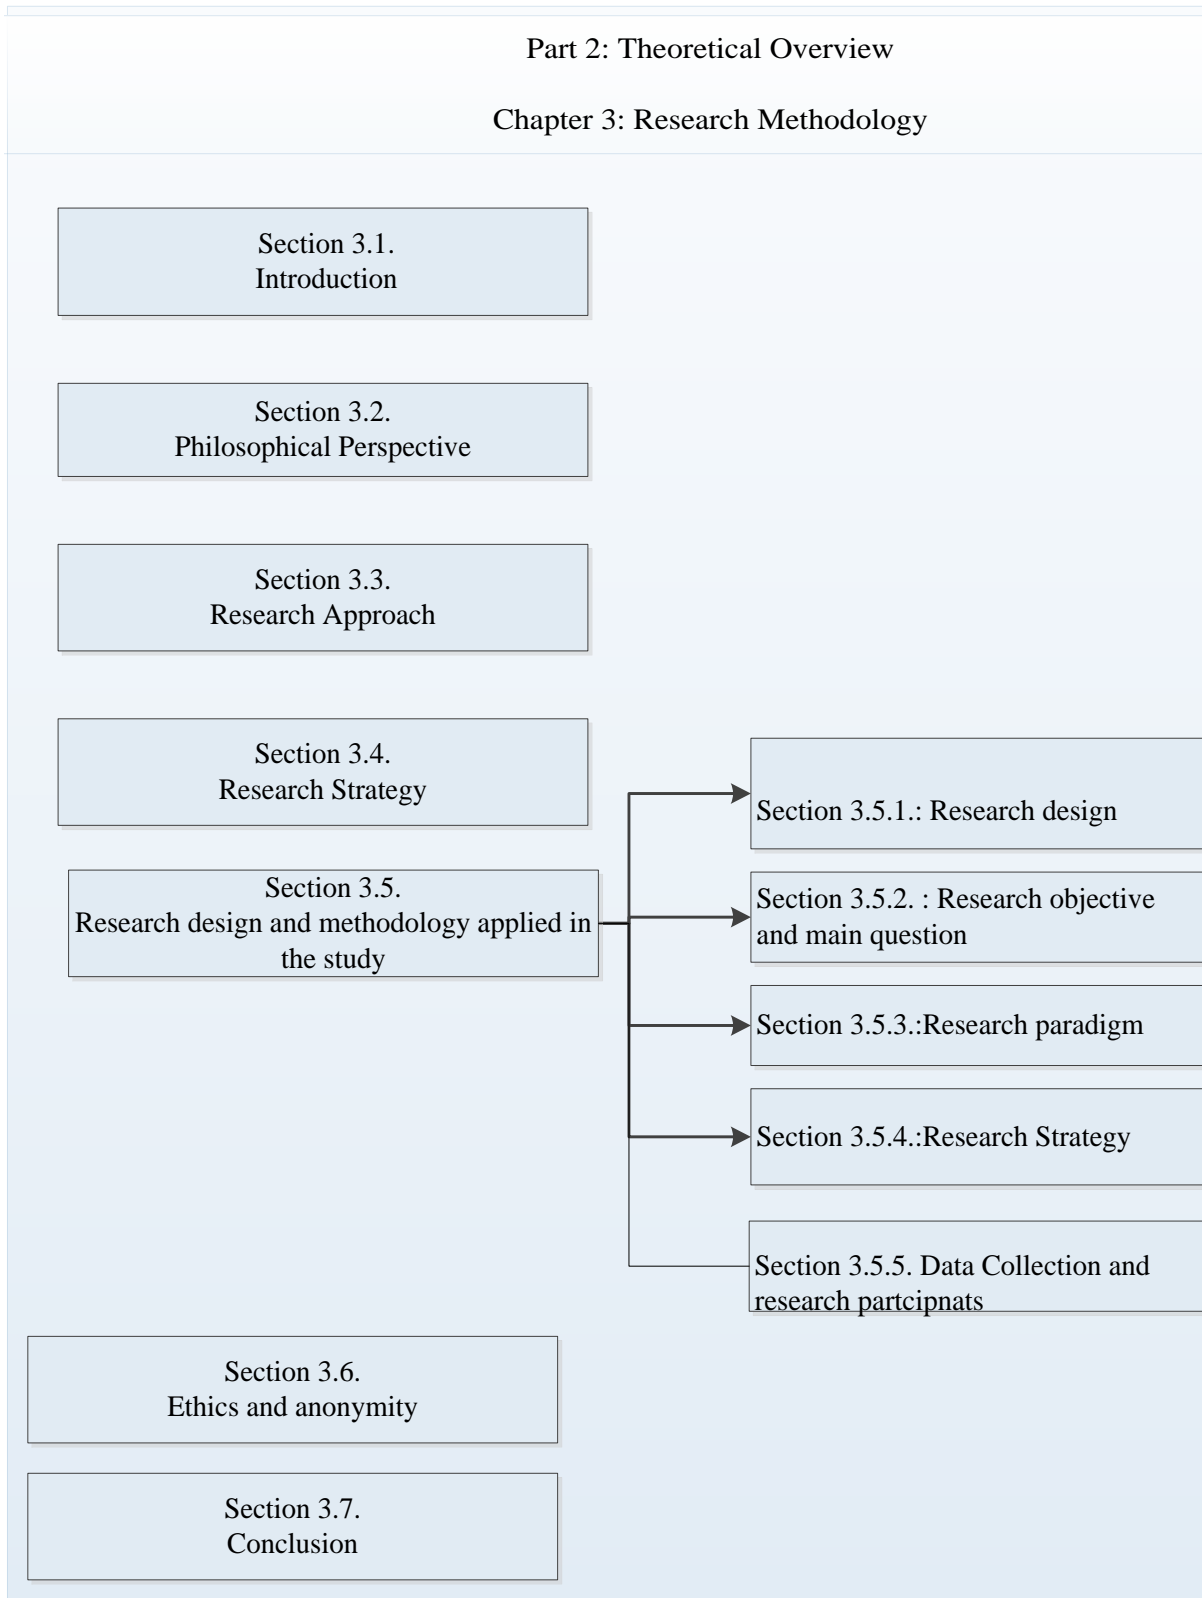 Part 2: Theoretical Overview
Chapter 3: Research Methodology
Section 3.1.
Introduction
Section 3.2.
Philosophical Perspective
Section 3.3.
Research Approach
Section 3.4.
Research Strategy
Section 3.5.
Research design and methodology applied in
the study
Section 3.5.1.: Research design
Section 3.5.2. : Research objective
and main question
Section 3.5.3.:Research paradigm
Section 3.5.4.:Research Strategy
Section 3.5.5. Data Collection and
research partcipnats
Section 3.6.
Ethics and anonymity
Section 3.7.
Conclusion